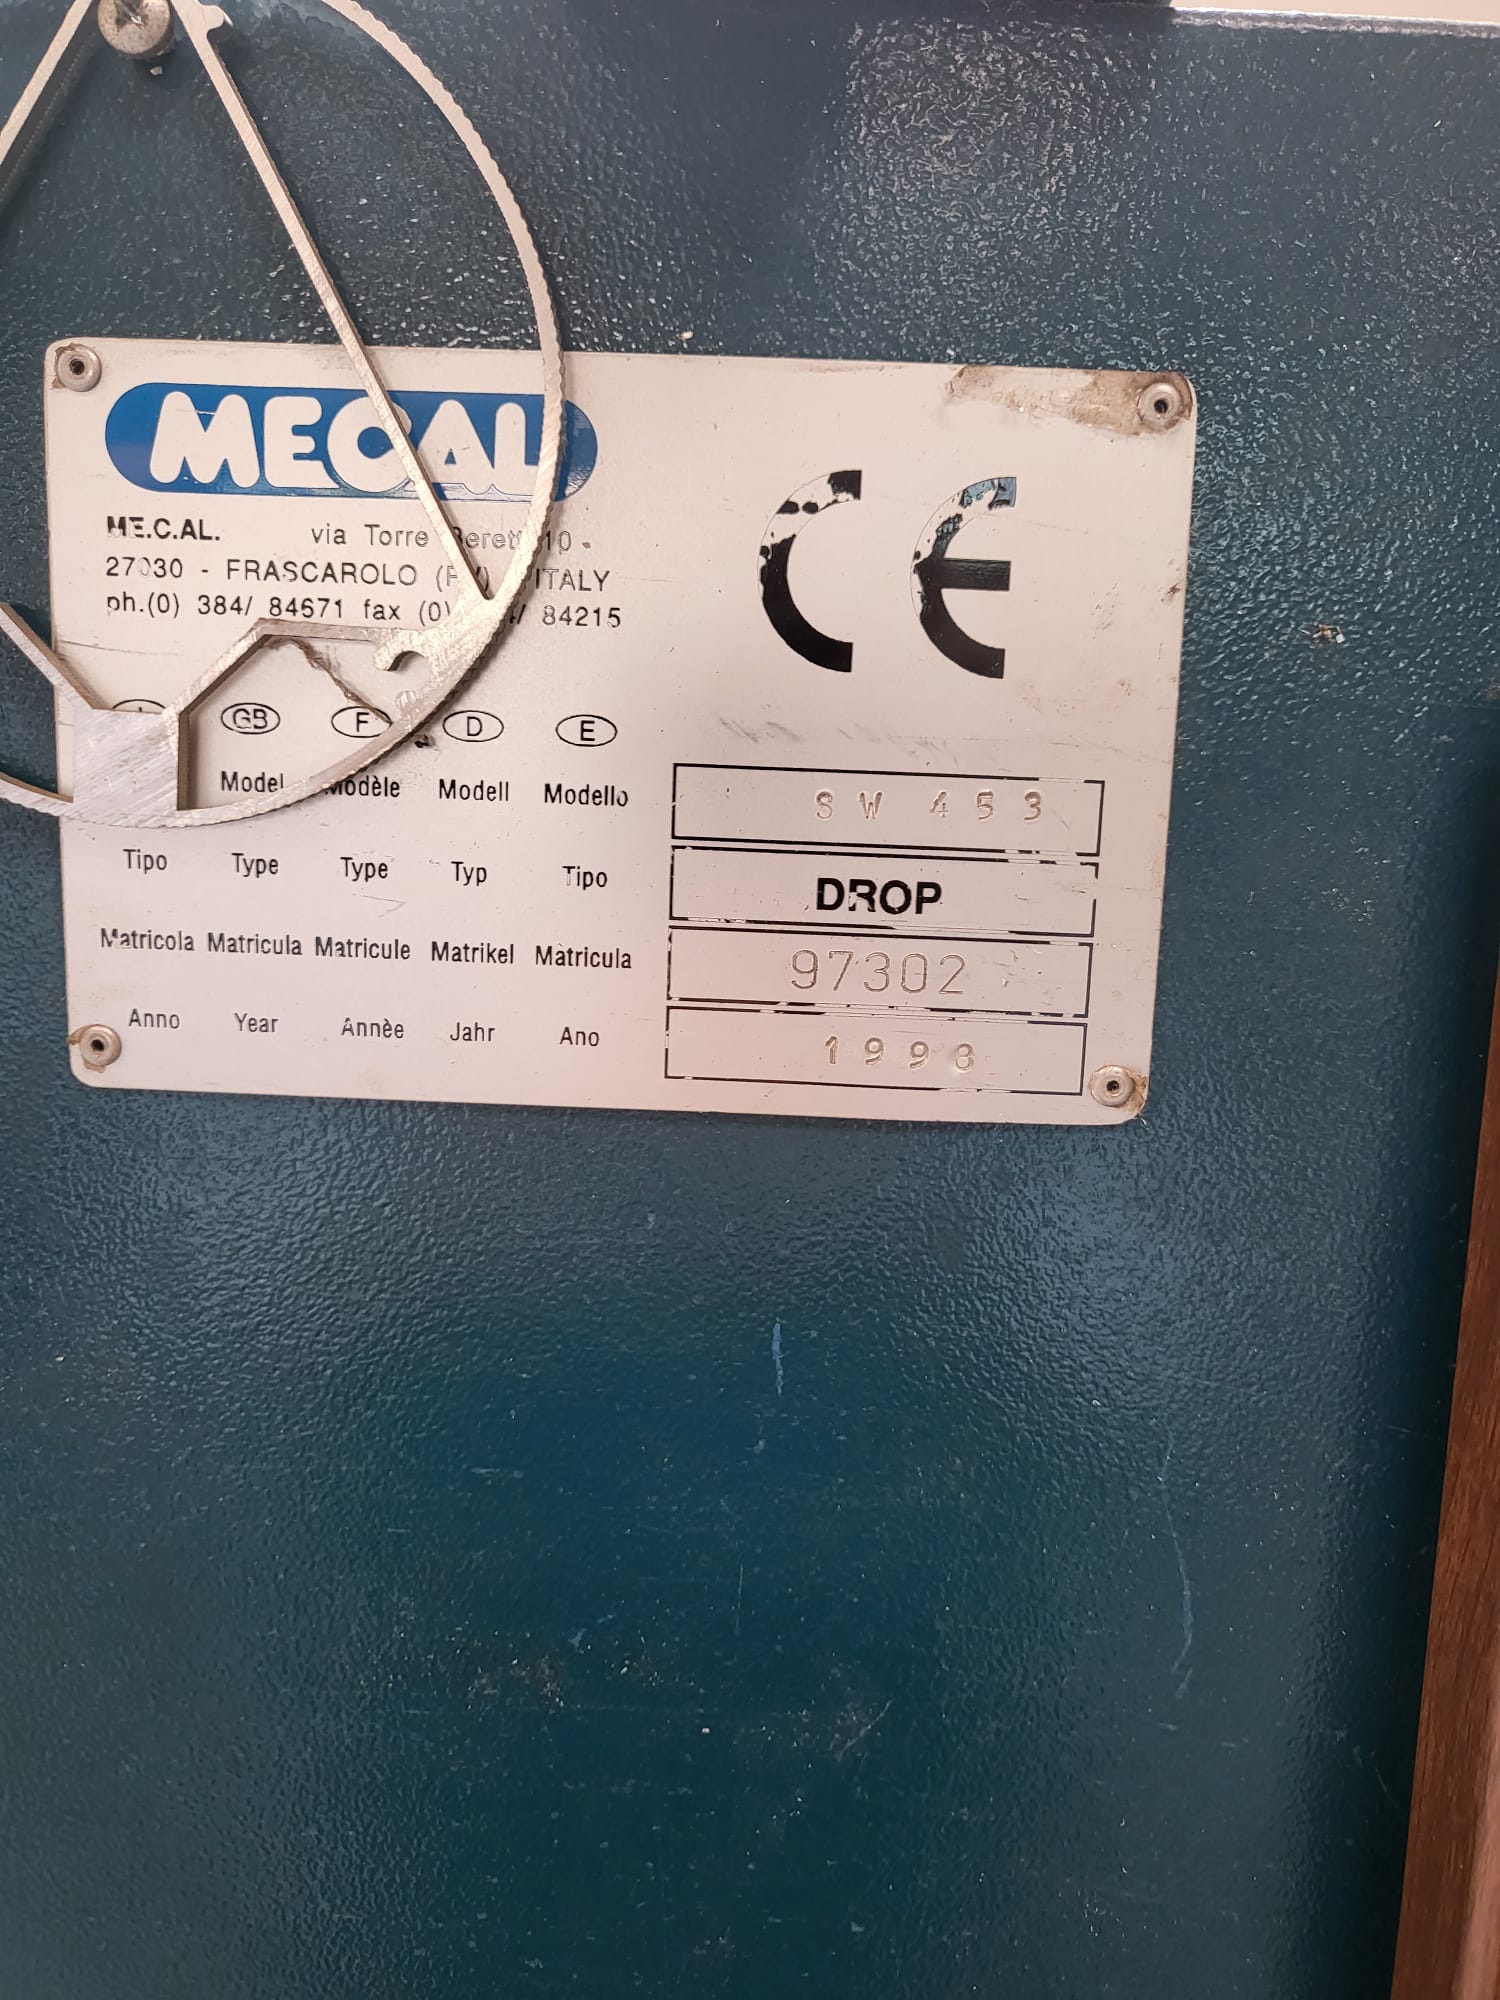 MECAL
ME.C.AL. via Torre 10 -
27030 - FRASCAROLO ITALY
ph.(0) 384/ 84671 fax (0) 84215
CE
GB F D E
Model Modèle Modell Modello SW 453
Tipo Type Type Typ Tipo DROP
Matricola Matricula Matricule Matrikel Matricula 97302
Anno Year Annèe Jahr Ano 1998